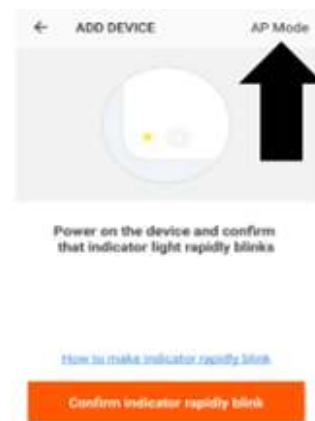 ← ADD DEVICE AP Mode
Power on the device and confirm
that indicator light rapidly blinks
How to make indicator rapidly blink
Confirm indicator rapidly blink